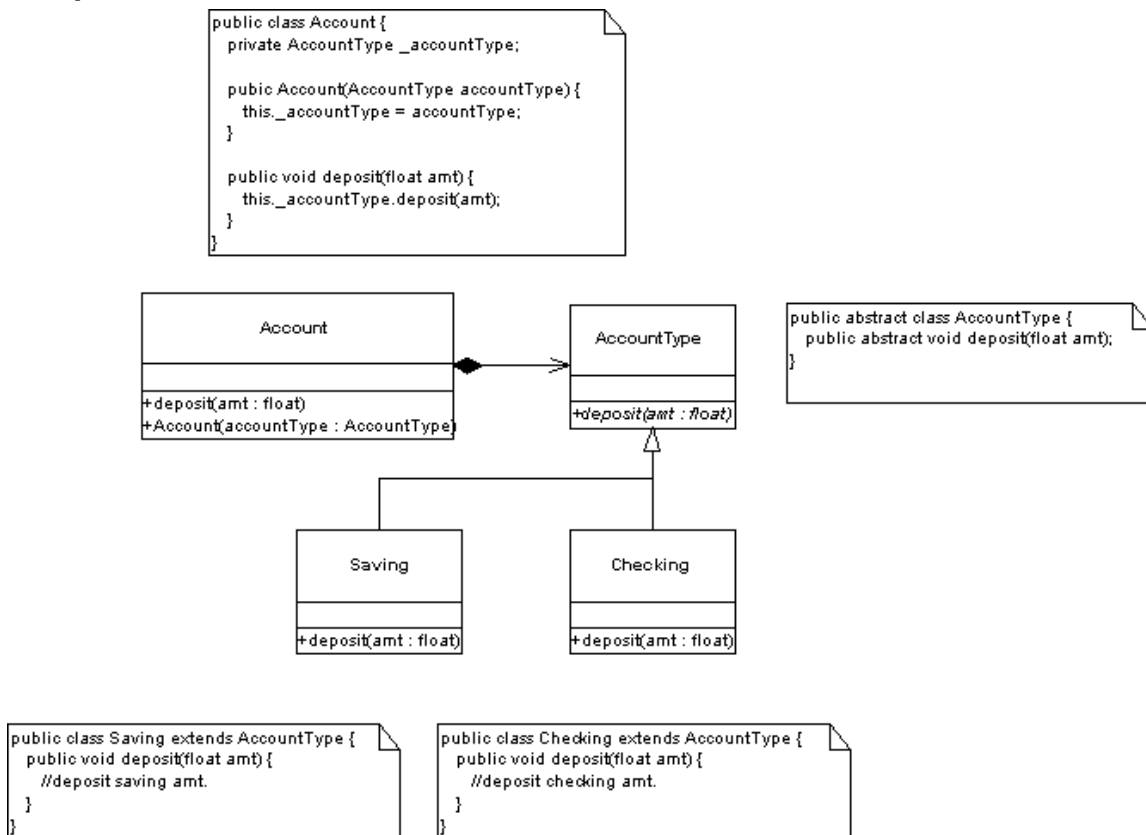 public class Account {
private AccountType _accountType;
pubic Account(AccountType accountType) {
this._accountType = accountType;
}
public void deposit(float amt) {
this._accountType.deposit(amt);
}
}
Account
+deposit(amt : float)
+Account(accountType : AccountType)
AccountType
+deposit(amt : float)
public abstract class AccountType {
public abstract void deposit(float amt);
}
Saving
+deposit(amt : float)
Checking
+deposit(amt : float)
public class Saving extends AccountType {
public void deposit(float amt) {
//deposit saving amt.
}
}
public class Checking extends AccountType {
public void deposit(float amt) {
//deposit checking amt.
}
}